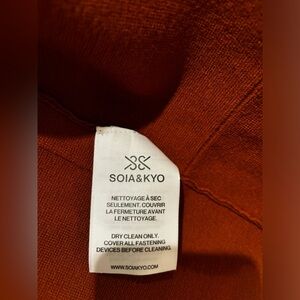 SOIA&KYO
NETTOYAGE À SEC
SEULEMENT. COUVRIR
LA FERMETURE AVANT
LE NETTOYAGE.
DRY CLEAN ONLY.
COVER ALL FASTENING
DEVICES BEFORE CLEANING.
WWW.SOIAKYO.COM